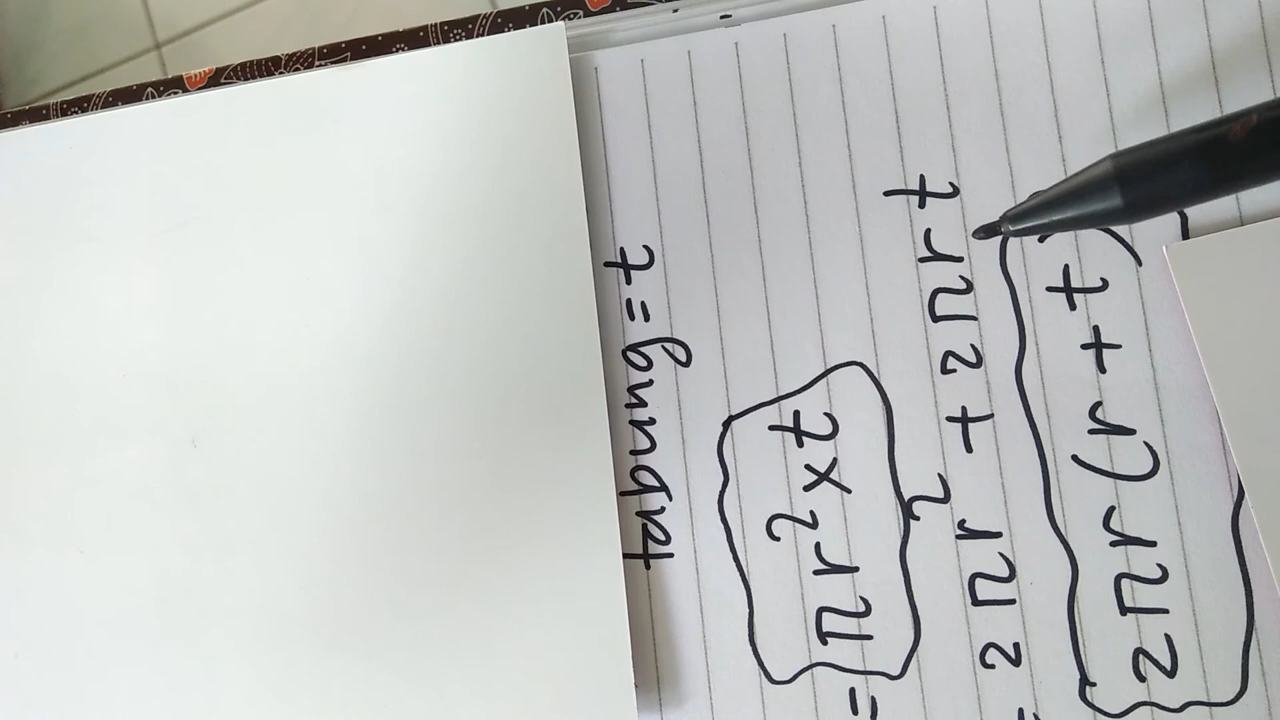 tabung = t
= πr² x t
= 2πr² + 2πrt
2πr (r + t)